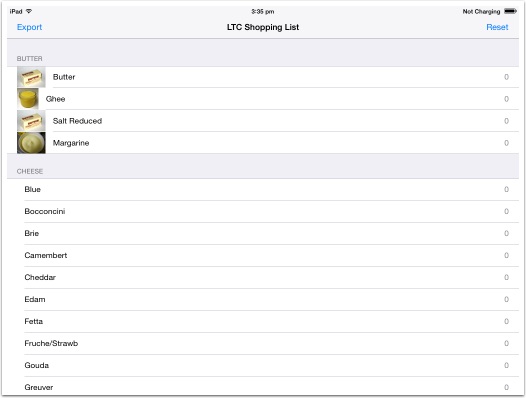 iPad 3:35 pm Not Charging
Export LTC Shopping List Reset
BUTTER
Butter 0
Ghee 0
Salt Reduced 0
Margarine 0
CHEESE
Blue 0
Bocconcini 0
Brie 0
Camembert 0
Cheddar 0
Edam 0
Fetta 0
Fruche/Strawb 0
Gouda 0
Greuver 0